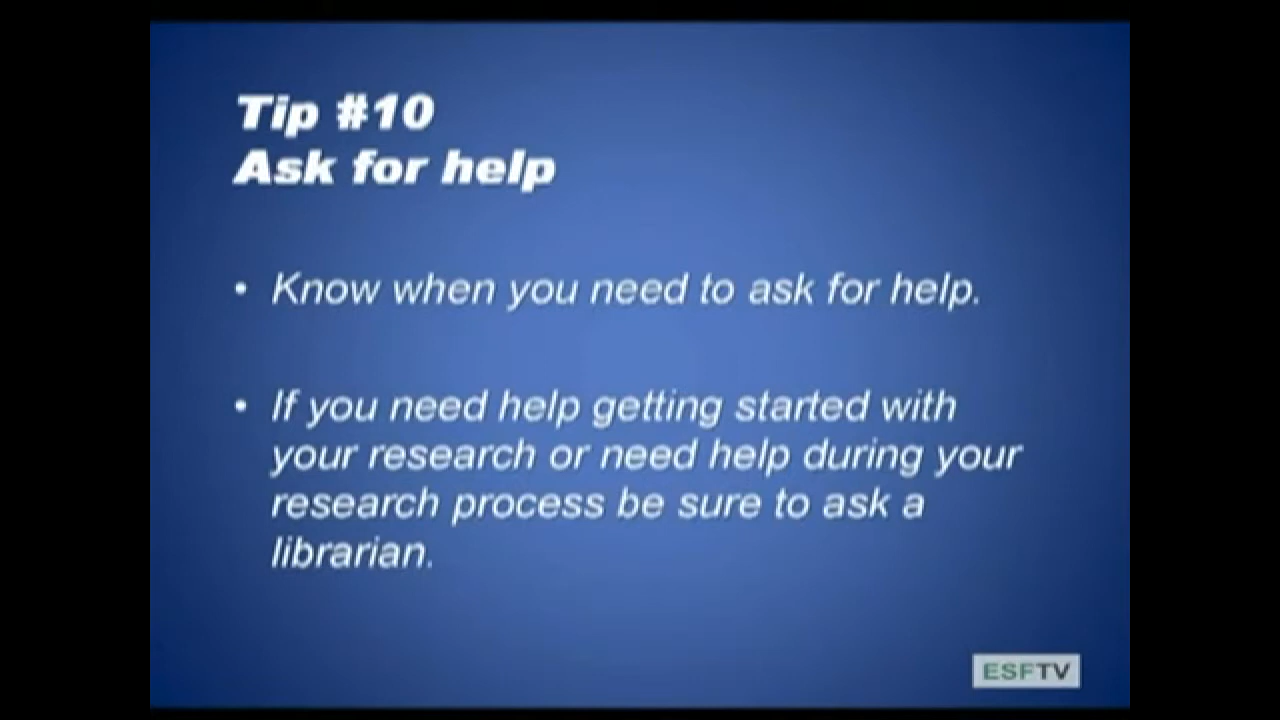 Tip #10
Ask for help
• Know when you need to ask for help.
• If you need help getting started with
your research or need help during your
research process be sure to ask a
librarian.
ESFTV